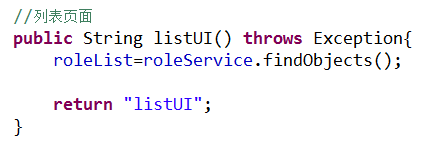 //列表页面
public String listUI() throws Exception{
    roleList=roleService.findObjects();

    return "listUI";
}